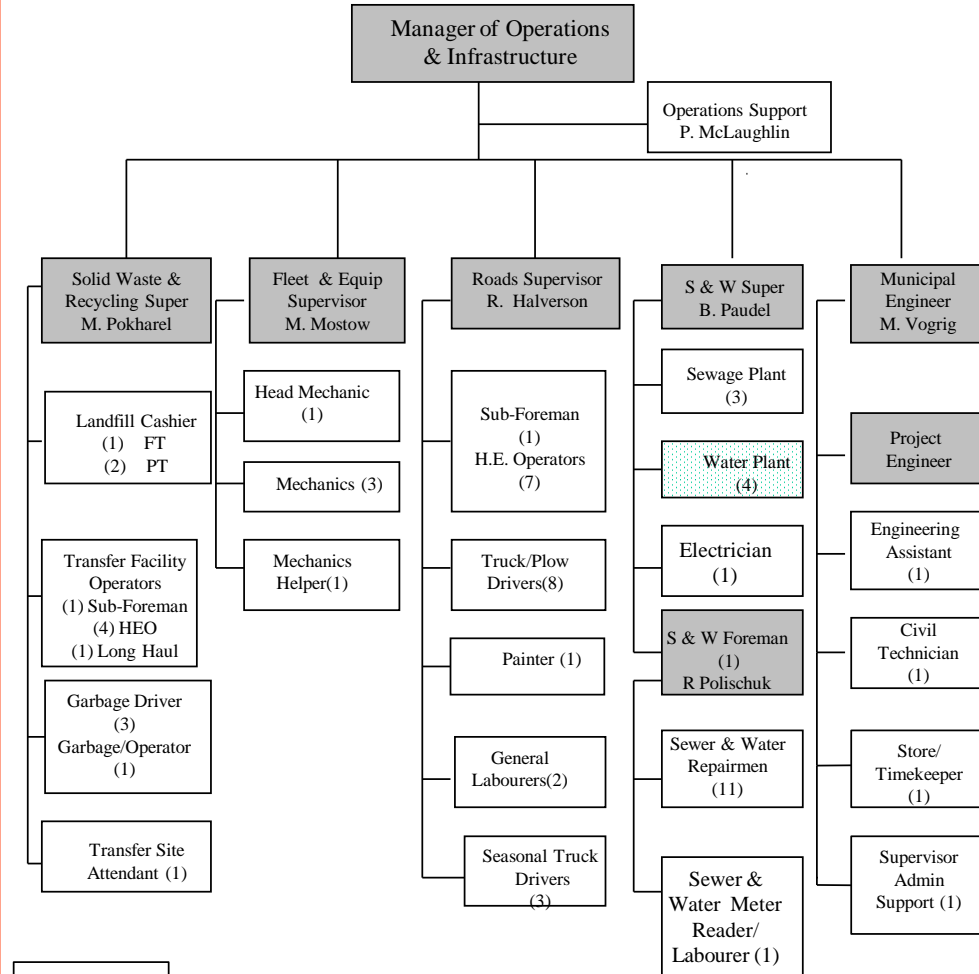 Manager of Operations
& Infrastructure
Operations Support
P. McLaughlin
Solid Waste &
Recycling Super
M. Pokharel
Landfill Cashier
(1) FT
(2) PT
Transfer Facility
Operators
(1) Sub-Foreman
(4) HEO
(1) Long Haul
Garbage Driver
(3)
Garbage/Operator
(1)
Transfer Site
Attendant (1)
Fleet & Equip
Supervisor
M. Mostow
Head Mechanic
(1)
Mechanics (3)
Mechanics
Helper(1)
Roads Supervisor
R. Halverson
Sub-Foreman
(1)
H.E. Operators
(7)
Truck/Plow
Drivers(8)
Painter (1)
General
Labourers(2)
Seasonal Truck
Drivers
(3)
S & W Super
B. Paudel
Sewage Plant
(3)
Water Plant
(4)
Electrician
(1)
S & W Foreman
(1)
R Polischuk
Sewer & Water
Repairmen
(11)
Sewer &
Water Meter
Reader/
Labourer (1)
Municipal
Engineer
M. Vogrig
Project
Engineer
Engineering
Assistant
(1)
Civil
Technician
(1)
Store/
Timekeeper
(1)
Supervisor
Admin
Support (1)